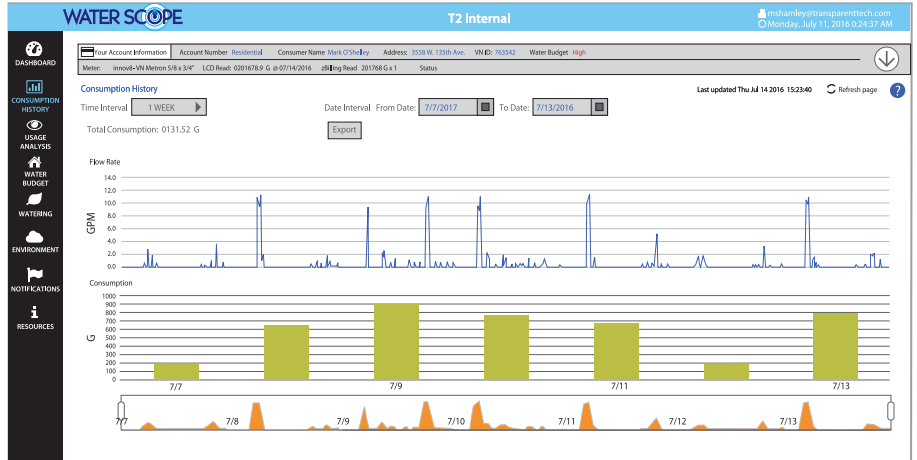 WATER SCOPE T2 Internal mshamley@transparenttech.com
Monday, July 11, 2016 0:24:37 AM
DASHBOARD
CONSUMPTION HISTORY
USAGE ANALYSIS
WATER BUDGET
WATERING
ENVIRONMENT
NOTIFICATIONS
RESOURCES
Your Account Information Account Number Residential Consumer Name Mark O'Shelley Address: 3558 W. 135th Ave. VN ID: 763542 Water Budget High
Meter: innov8-VN Metron 5/8 x 3/4" LCD Read: 0201678.9 G @ 07/14/2016 zBilling Read 201768 G x 1 Status
Consumption History Last updated Thu Jul 14 2016 15:23:40 Refresh page ?
Time Interval 1 WEEK Date Interval From Date: 7/7/2017 To Date: 7/13/2016
Total Consumption: 0131.52 G Export
Flow Rate
14.0
12.0
10.0
8.0
6.0
4.0
2.0
0.0
GPM
Consumption
1000
900
800
700
600
500
400
300
200
100
0
G
7/7 7/9 7/11 7/13
7/7 7/8 7/9 7/10 7/11 7/12 7/13